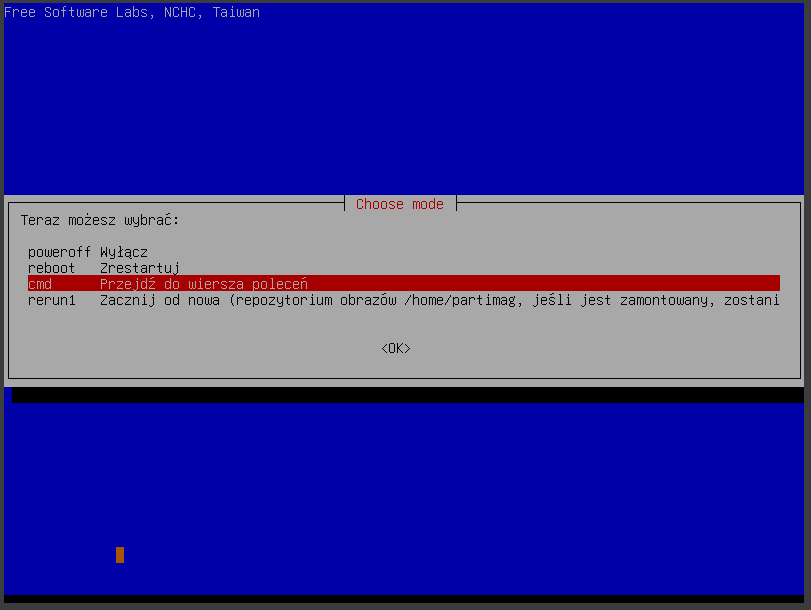 Free Software Labs, NCHC, Taiwan
Choose mode
Teraz możesz wybrać:
poweroff Wyłącz
reboot Zrestartuj
cmd Przejdź do wiersza poleceń
rerun1 Zacznij od nowa (repozytorium obrazów /home/partimag, jeśli jest zamontowany, zostani
<OK>